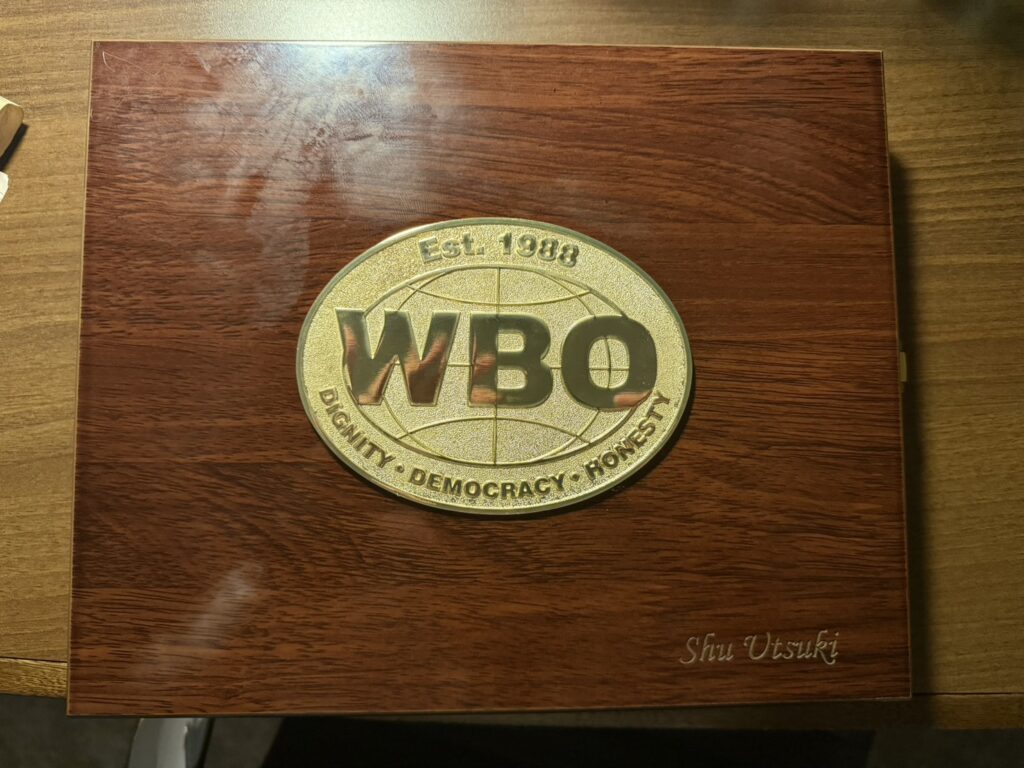 Est. 1988
WBO
DIGNITY • DEMOCRACY • HONESTY
Shu Utsuki